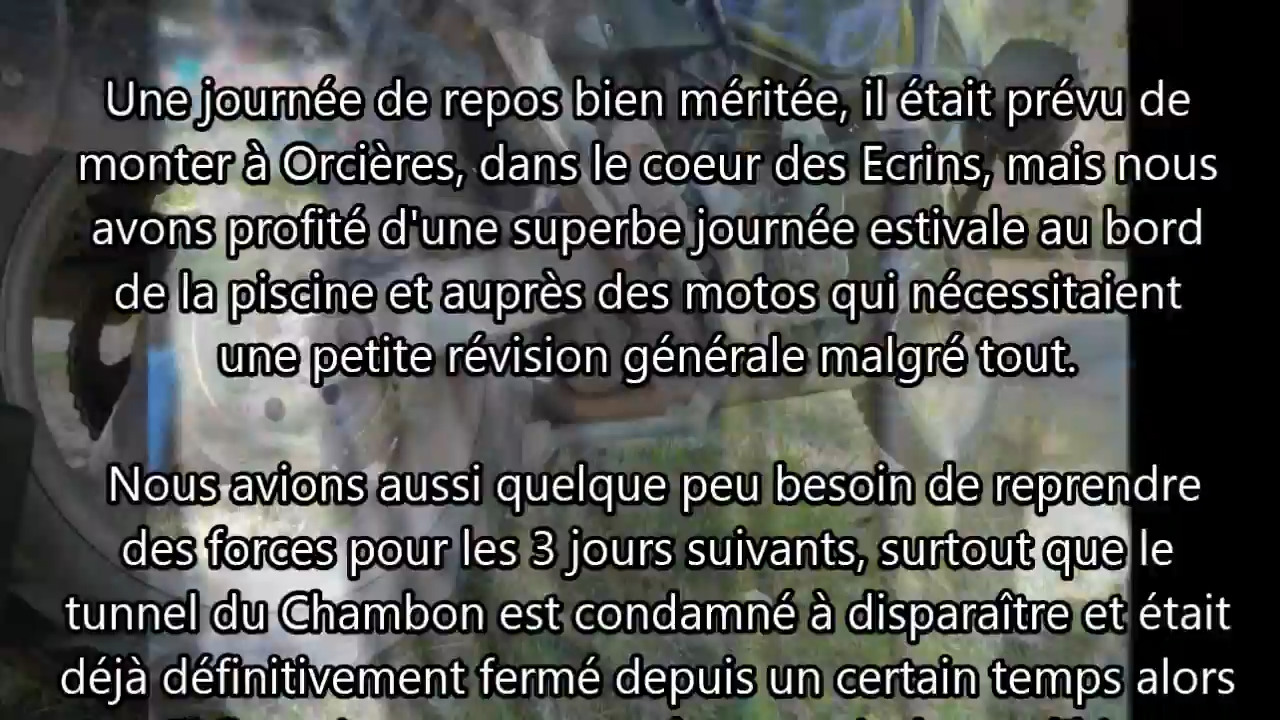 Une journée de repos bien méritée, il était prévu de
monter à Orcières, dans le coeur des Ecrins, mais nous
avons profité d'une superbe journée estivale au bord
de la piscine et auprès des motos qui nécessitaient
une petite révision générale malgré tout.
Nous avions aussi quelque peu besoin de reprendre
des forces pour les 3 jours suivants, surtout que le
tunnel du Chambon est condamné à disparaître et était
déjà définitivement fermé depuis un certain temps alors